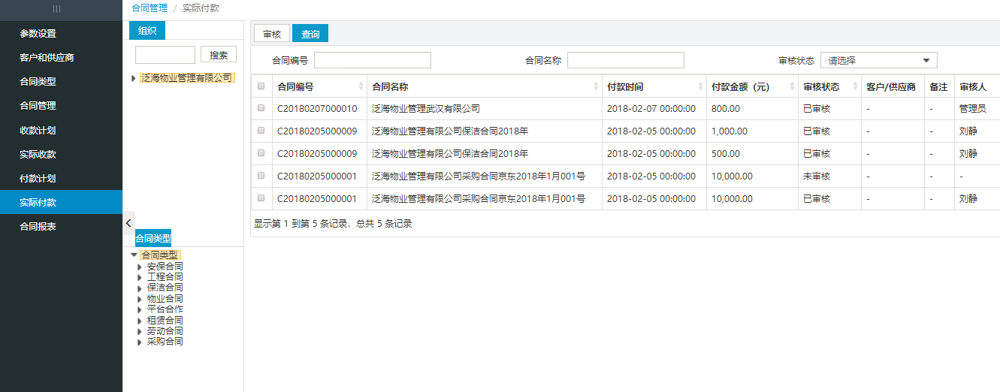 合同管理 / 实际付款
参数设置
客户和供应商
合同类型
合同管理
收款计划
实际收款
付款计划
实际付款
合同报表
组织
搜索
泛海物业管理有限公司
合同类型
合同类型
安保合同
工程合同
保洁合同
物业合同
平台合作
租赁合同
劳动合同
采购合同
审核 查询
合同编号 合同名称 审核状态 请选择
合同编号 合同名称 付款时间 付款金额（元） 审核状态 客户/供应商 备注 审核人
C20180207000010 泛海物业管理武汉有限公司 2018-02-07 00:00:00 800.00 已审核 - - 管理员
C20180205000009 泛海物业管理有限公司保洁合同2018年 2018-02-05 00:00:00 1,000.00 已审核 - - 刘静
C20180205000009 泛海物业管理有限公司保洁合同2018年 2018-02-05 00:00:00 500.00 已审核 - - 刘静
C20180205000001 泛海物业管理有限公司采购合同京东2018年1月001号 2018-02-05 00:00:00 10,000.00 未审核 - - -
C20180205000001 泛海物业管理有限公司采购合同京东2018年1月001号 2018-02-05 00:00:00 10,000.00 已审核 - - 刘静
显示第 1 到第 5 条记录，总共 5 条记录